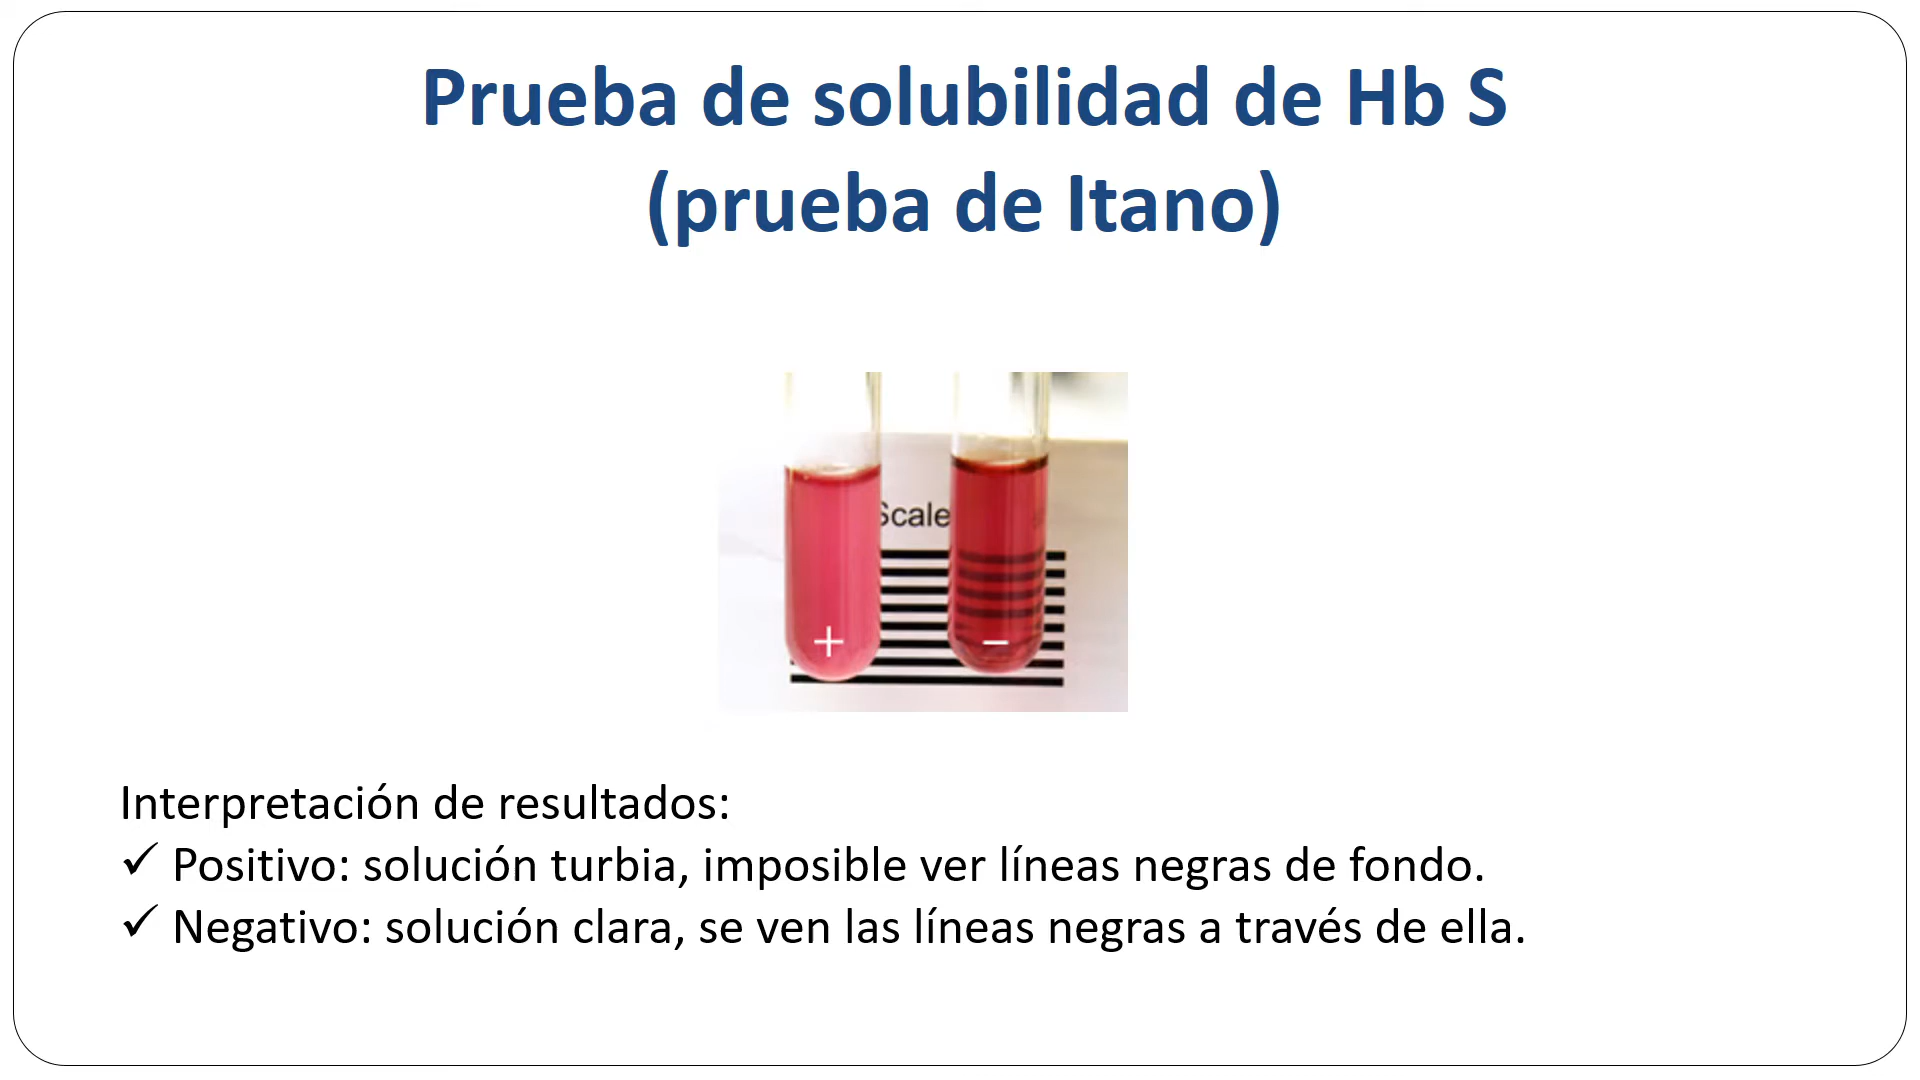 Prueba de solubilidad de Hb S
(prueba de Itano)
Scale
+
−
Interpretación de resultados:
✓ Positivo: solución turbia, imposible ver líneas negras de fondo.
✓ Negativo: solución clara, se ven las líneas negras a través de ella.